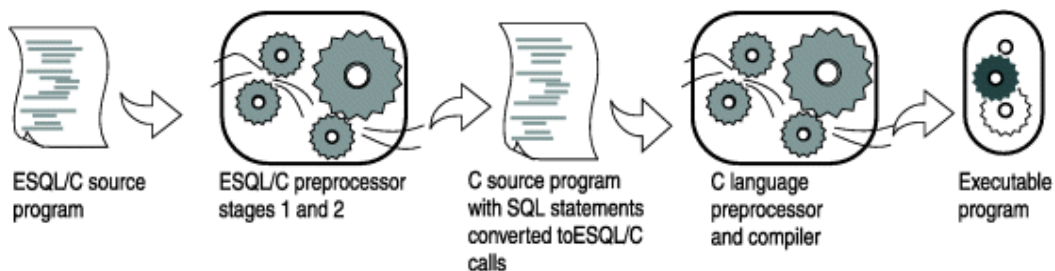 ESQL/C source
program
ESQL/C preprocessor
stages 1 and 2
C source program
with SQL statements
converted toESQL/C
calls
C language
preprocessor
and compiler
Executable
program